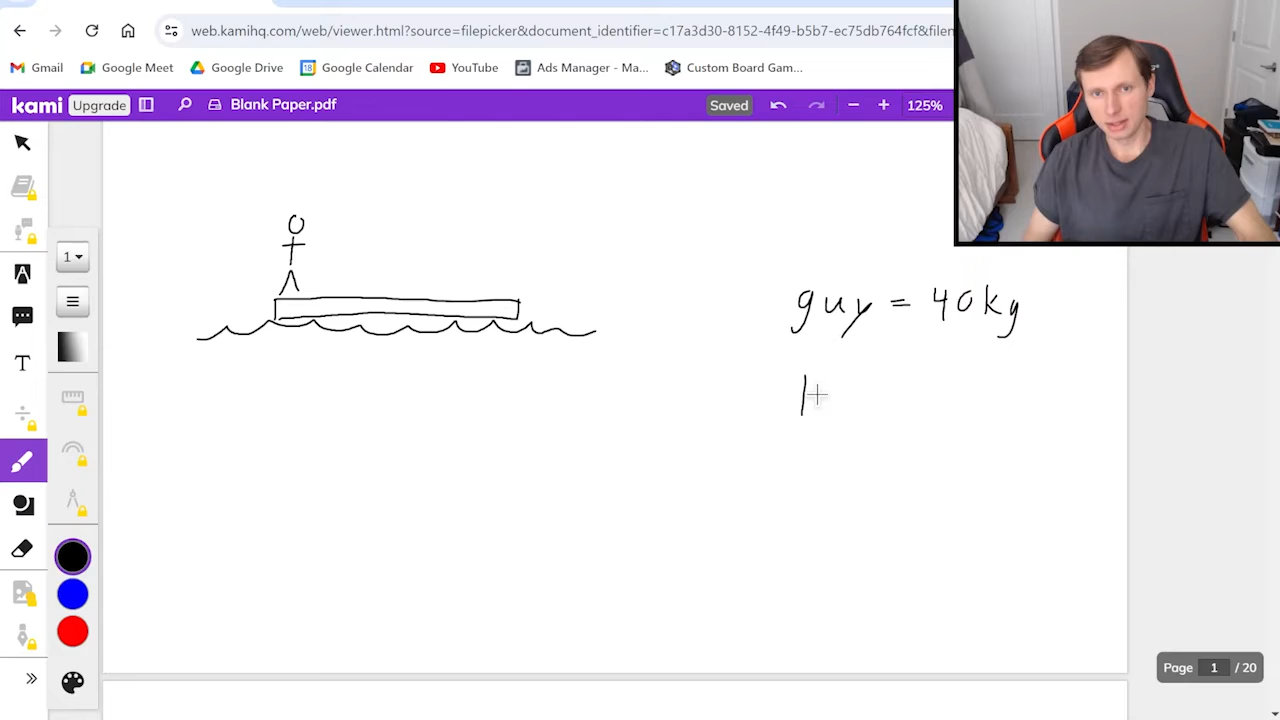 web.kamihq.com/web/viewer.html?source=filepicker&document_identifier=c17a3d30-8152-4f49-b5b7-ec75db764fcf&filen
Gmail
Google Meet
Google Drive
18
Google Calendar
YouTube
Ads Manager - Ma...
Custom Board Gam...
kami
Upgrade
Blank Paper.pdf
Saved
125%
1
T
guy = 40kg
Page 1 / 20